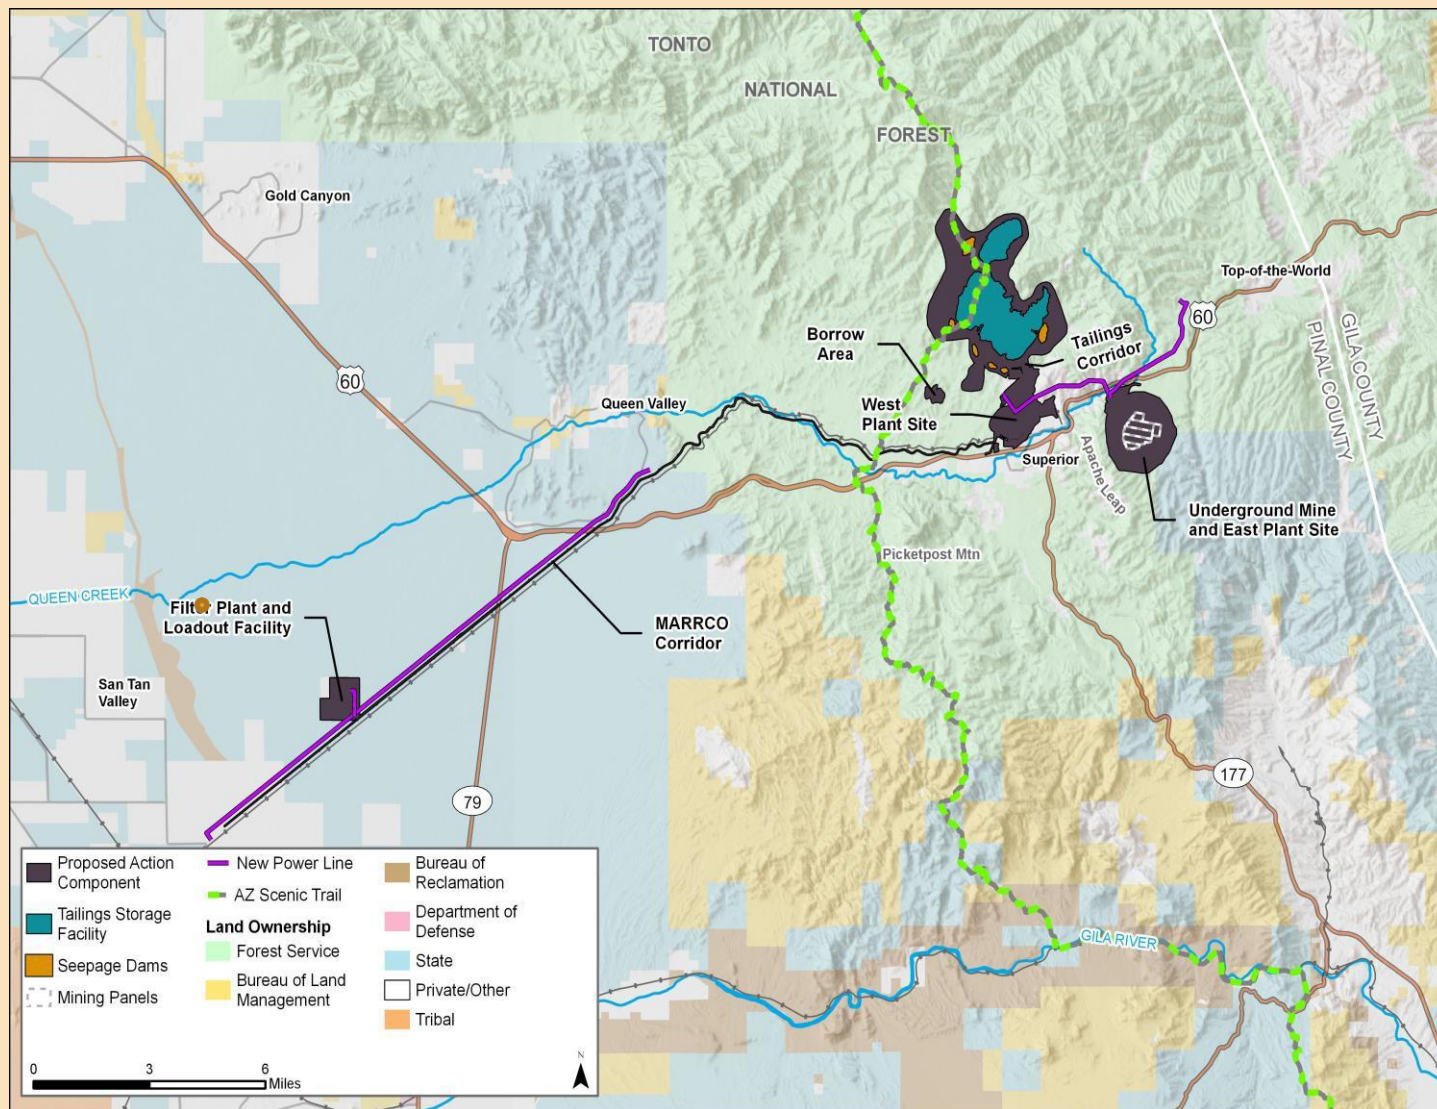 TONTO
NATIONAL
FOREST
Gold Canyon
Top-of-the-World
60
GILA COUNTY
PINAL COUNTY
Borrow
Area
Tailings
Corridor
60
Queen Valley
West
Plant Site
Superior
Apache Leap
Underground Mine
and East Plant Site
Picketpost Mtn
QUEEN CREEK
Filter Plant and
Loadout Facility
MARRCO
Corridor
San Tan
Valley
79
177
GILA RIVER
Proposed Action
Component
Tailings Storage
Facility
Seepage Dams
Mining Panels
New Power Line
AZ Scenic Trail
Land Ownership
Forest Service
Bureau of Land
Management
Bureau of
Reclamation
Department of
Defense
State
Private/Other
Tribal
0 3 6
Miles
N